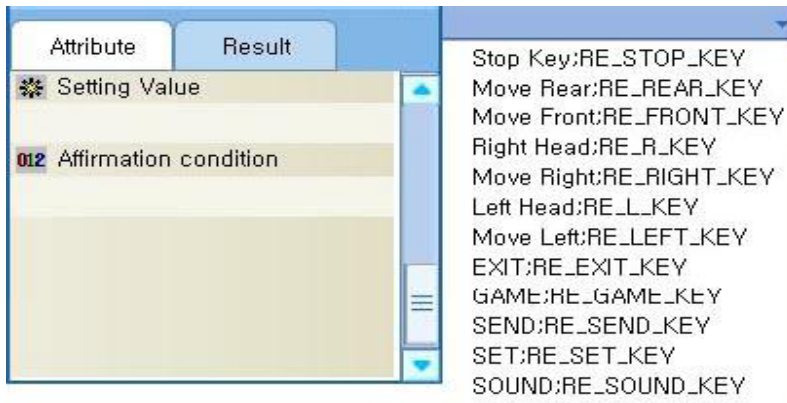 Attribute
Result
Setting Value
012 Affirmation condition
Stop Key;RE_STOP_KEY
Move Rear;RE_REAR_KEY
Move Front;RE_FRONT_KEY
Right Head;RE_R_KEY
Move Right;RE_RIGHT_KEY
Left Head;RE_L_KEY
Move Left;RE_LEFT_KEY
EXIT;RE_EXIT_KEY
GAME;RE_GAME_KEY
SEND;RE_SEND_KEY
SET;RE_SET_KEY
SOUND;RE_SOUND_KEY